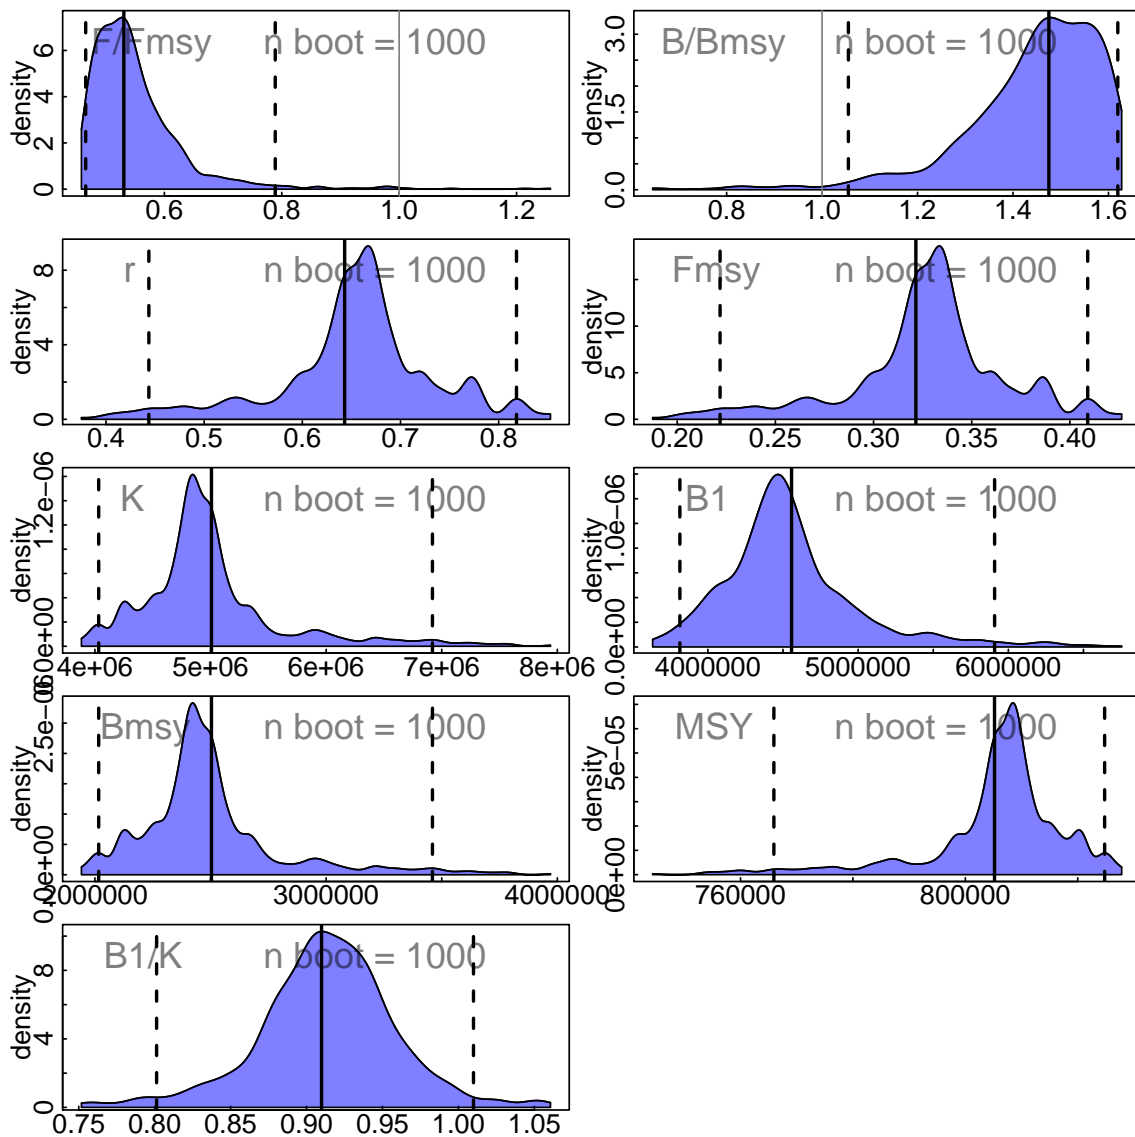 F/Fmsy n boot = 1000
density
0 2 4 6
0.6 0.8 1.0 1.2
B/Bmsy n boot = 1000
density
0.0 1.5 3.0
0.8 1.0 1.2 1.4 1.6
r n boot = 1000
density
0 4 8
0.4 0.5 0.6 0.7 0.8
Fmsy n boot = 1000
density
0 5 10
0.20 0.25 0.30 0.35 0.40
K n boot = 1000
density
0.0e+00 1.2e−06
4e+06 5e+06 6e+06 7e+06 8e+06
B1 n boot = 1000
density
0.0e+00 1.0e−06
4000000 5000000 6000000
Bmsy n boot = 1000
density
0.0e+00 2.5e−06
2000000 3000000 4000000
MSY n boot = 1000
density
0e+00 5e−05
760000 800000
B1/K n boot = 1000
density
0 4 8
0.75 0.80 0.85 0.90 0.95 1.00 1.05